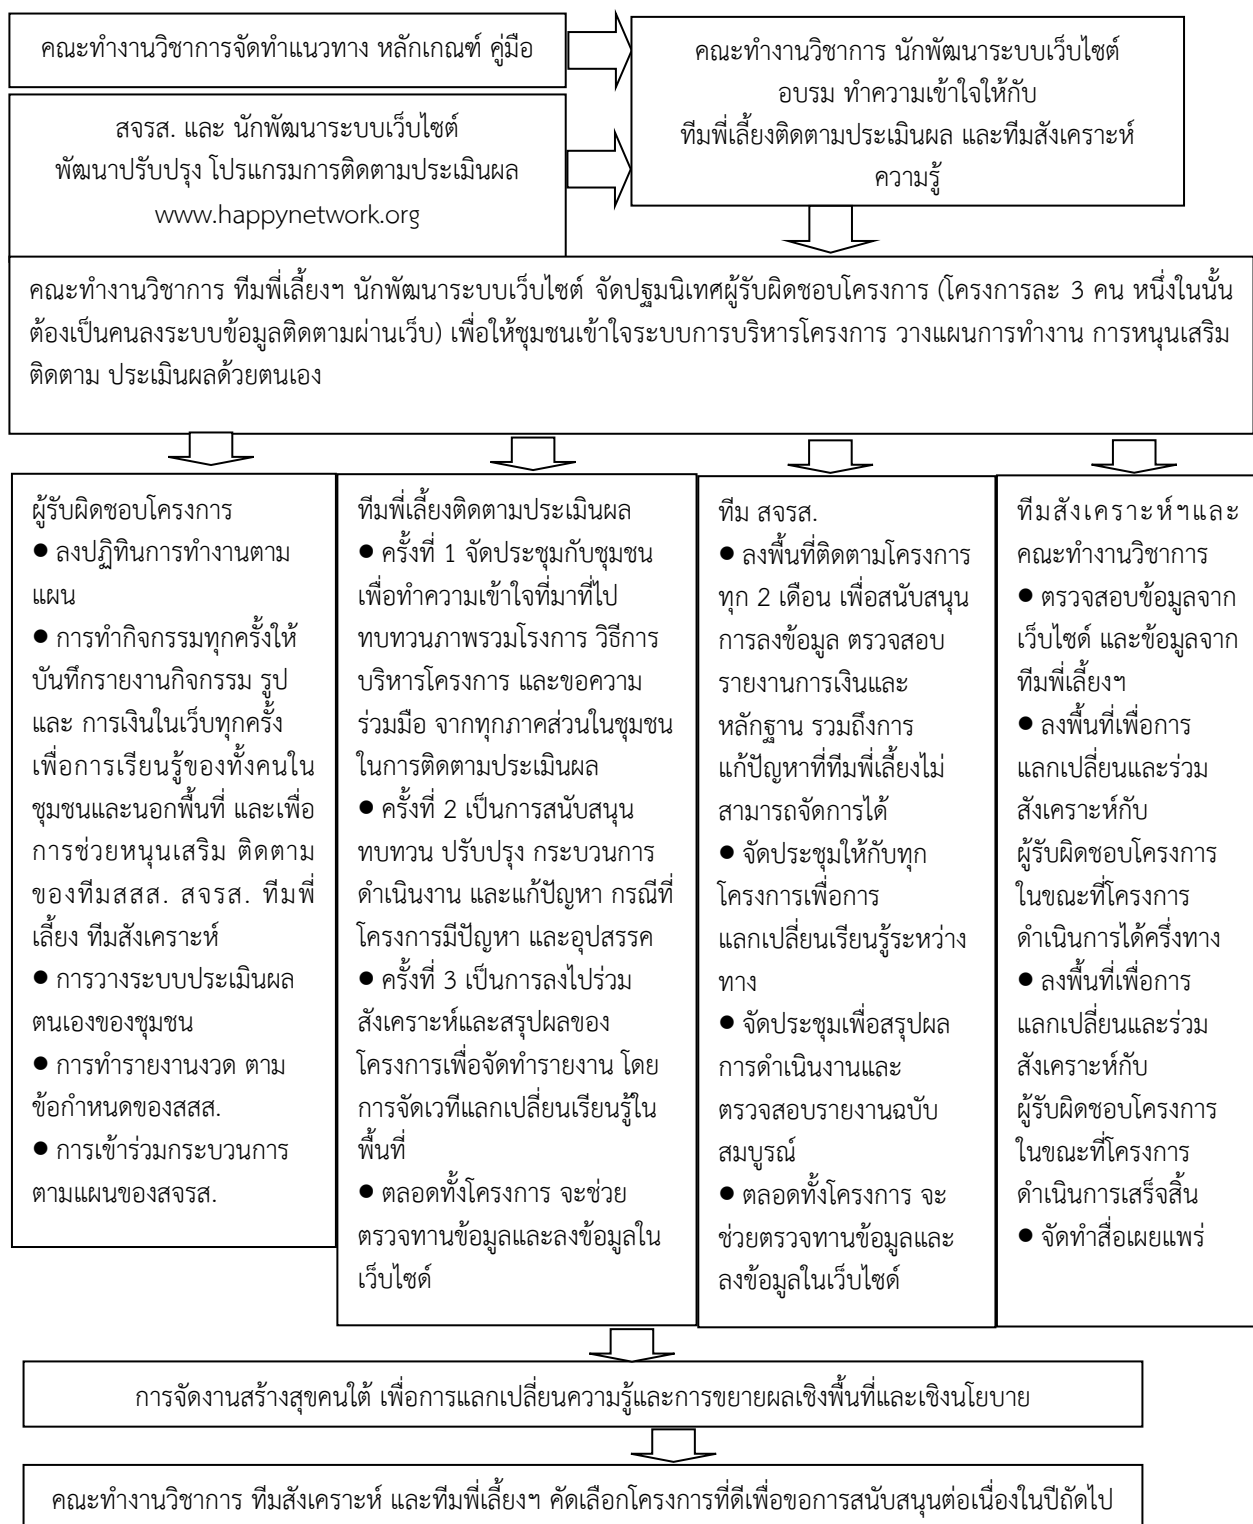 คณะทำงานวิชาการจัดทำแนวทาง หลักเกณฑ์ คู่มือ
สจรส. และ นักพัฒนาระบบเว็บไซต์
พัฒนาปรับปรุง โปรแกรมการติดตามประเมินผล
www.happynetwork.org
คณะทำงานวิชาการ นักพัฒนาระบบเว็บไซต์
อบรม ทำความเข้าใจให้กับ
ทีมพี่เลี้ยงติดตามประเมินผล และทีมสังเคราะห์
ความรู้
คณะทำงานวิชาการ ทีมพี่เลี้ยงฯ นักพัฒนาระบบเว็บไซต์ จัดปฐมนิเทศผู้รับผิดชอบโครงการ (โครงการละ 3 คน หนึ่งในนั้น
ต้องเป็นคนลงระบบข้อมูลติดตามผ่านเว็บ) เพื่อให้ชุมชนเข้าใจระบบการบริหารโครงการ วางแผนการทำงาน การหนุนเสริม
ติดตาม ประเมินผลด้วยตนเอง
ผู้รับผิดชอบโครงการ
● ลงปฏิทินการทำงานตาม
แผน
● การทำกิจกรรมทุกครั้งให้
บันทึกรายงานกิจกรรม รูป
และ การเงินในเว็บทุกครั้ง
เพื่อการเรียนรู้ของทั้งคนใน
ชุมชนและนอกพื้นที่ และเพื่อ
การช่วยหนุนเสริม ติดตาม
ของทีมสสส. สจรส. ทีมพี่
เลี้ยง ทีมสังเคราะห์
● การวางระบบประเมินผล
ตนเองของชุมชน
● การทำรายงานงวด ตาม
ข้อกำหนดของสสส.
● การเข้าร่วมกระบวนการ
ตามแผนของสจรส.
ทีมพี่เลี้ยงติดตามประเมินผล
● ครั้งที่ 1 จัดประชุมกับชุมชน
เพื่อทำความเข้าใจที่มาที่ไป
ทบทวนภาพรวมโรงการ วิธีการ
บริหารโครงการ และขอความ
ร่วมมือ จากทุกภาคส่วนในชุมชน
ในการติดตามประเมินผล
● ครั้งที่ 2 เป็นการสนับสนุน
ทบทวน ปรับปรุง กระบวนการ
ดำเนินงาน และแก้ปัญหา กรณีที่
โครงการมีปัญหา และอุปสรรค
● ครั้งที่ 3 เป็นการลงไปร่วม
สังเคราะห์และสรุปผลของ
โครงการเพื่อจัดทำรายงาน โดย
การจัดเวทีแลกเปลี่ยนเรียนรู้ใน
พื้นที่
● ตลอดทั้งโครงการ จะช่วย
ตรวจทานข้อมูลและลงข้อมูลใน
เว็บไซด์
ทีม สจรส.
● ลงพื้นที่ติดตามโครงการ
ทุก 2 เดือน เพื่อสนับสนุน
การลงข้อมูล ตรวจสอบ
รายงานการเงินและ
หลักฐาน รวมถึงการ
แก้ปัญหาที่ทีมพี่เลี้ยงไม่
สามารถจัดการได้
● จัดประชุมให้กับทุก
โครงการเพื่อการ
แลกเปลี่ยนเรียนรู้ระหว่าง
ทาง
● จัดประชุมเพื่อสรุปผล
การดำเนินงานและ
ตรวจสอบรายงานฉบับ
สมบูรณ์
● ตลอดทั้งโครงการ จะ
ช่วยตรวจทานข้อมูลและ
ลงข้อมูลในเว็บไซด์
ทีมสังเคราะห์ฯและ
คณะทำงานวิชาการ
● ตรวจสอบข้อมูลจาก
เว็บไซด์ และข้อมูลจาก
ทีมพี่เลี้ยงฯ
● ลงพื้นที่เพื่อการ
แลกเปลี่ยนและร่วม
สังเคราะห์กับ
ผู้รับผิดชอบโครงการ
ในขณะที่โครงการ
ดำเนินการได้ครึ่งทาง
● ลงพื้นที่เพื่อการ
แลกเปลี่ยนและร่วม
สังเคราะห์กับ
ผู้รับผิดชอบโครงการ
ในขณะที่โครงการ
ดำเนินการเสร็จสิ้น
● จัดทำสื่อเผยแพร่
การจัดงานสร้างสุขคนใต้ เพื่อการแลกเปลี่ยนความรู้และการขยายผลเชิงพื้นที่และเชิงนโยบาย
คณะทำงานวิชาการ ทีมสังเคราะห์ และทีมพี่เลี้ยงฯ คัดเลือกโครงการที่ดีเพื่อขอการสนับสนุนต่อเนื่องในปีถัดไป